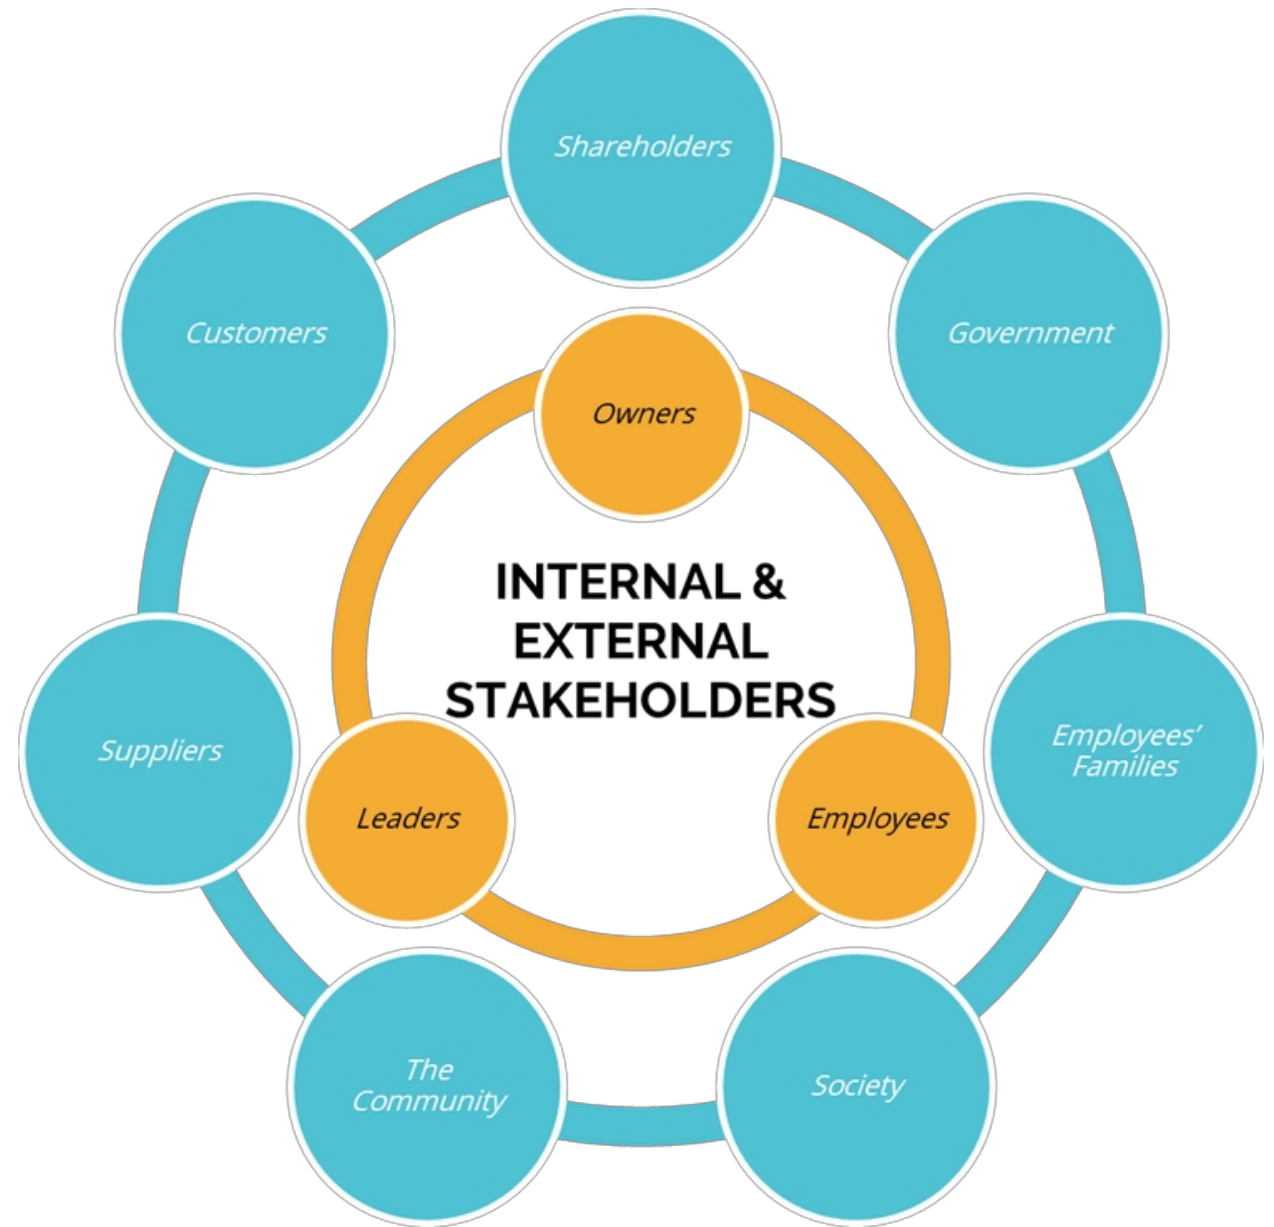 Shareholders
Customers
Government
Owners
INTERNAL &
EXTERNAL
STAKEHOLDERS
Suppliers
Employees’
Families
Leaders
Employees
The
Community
Society